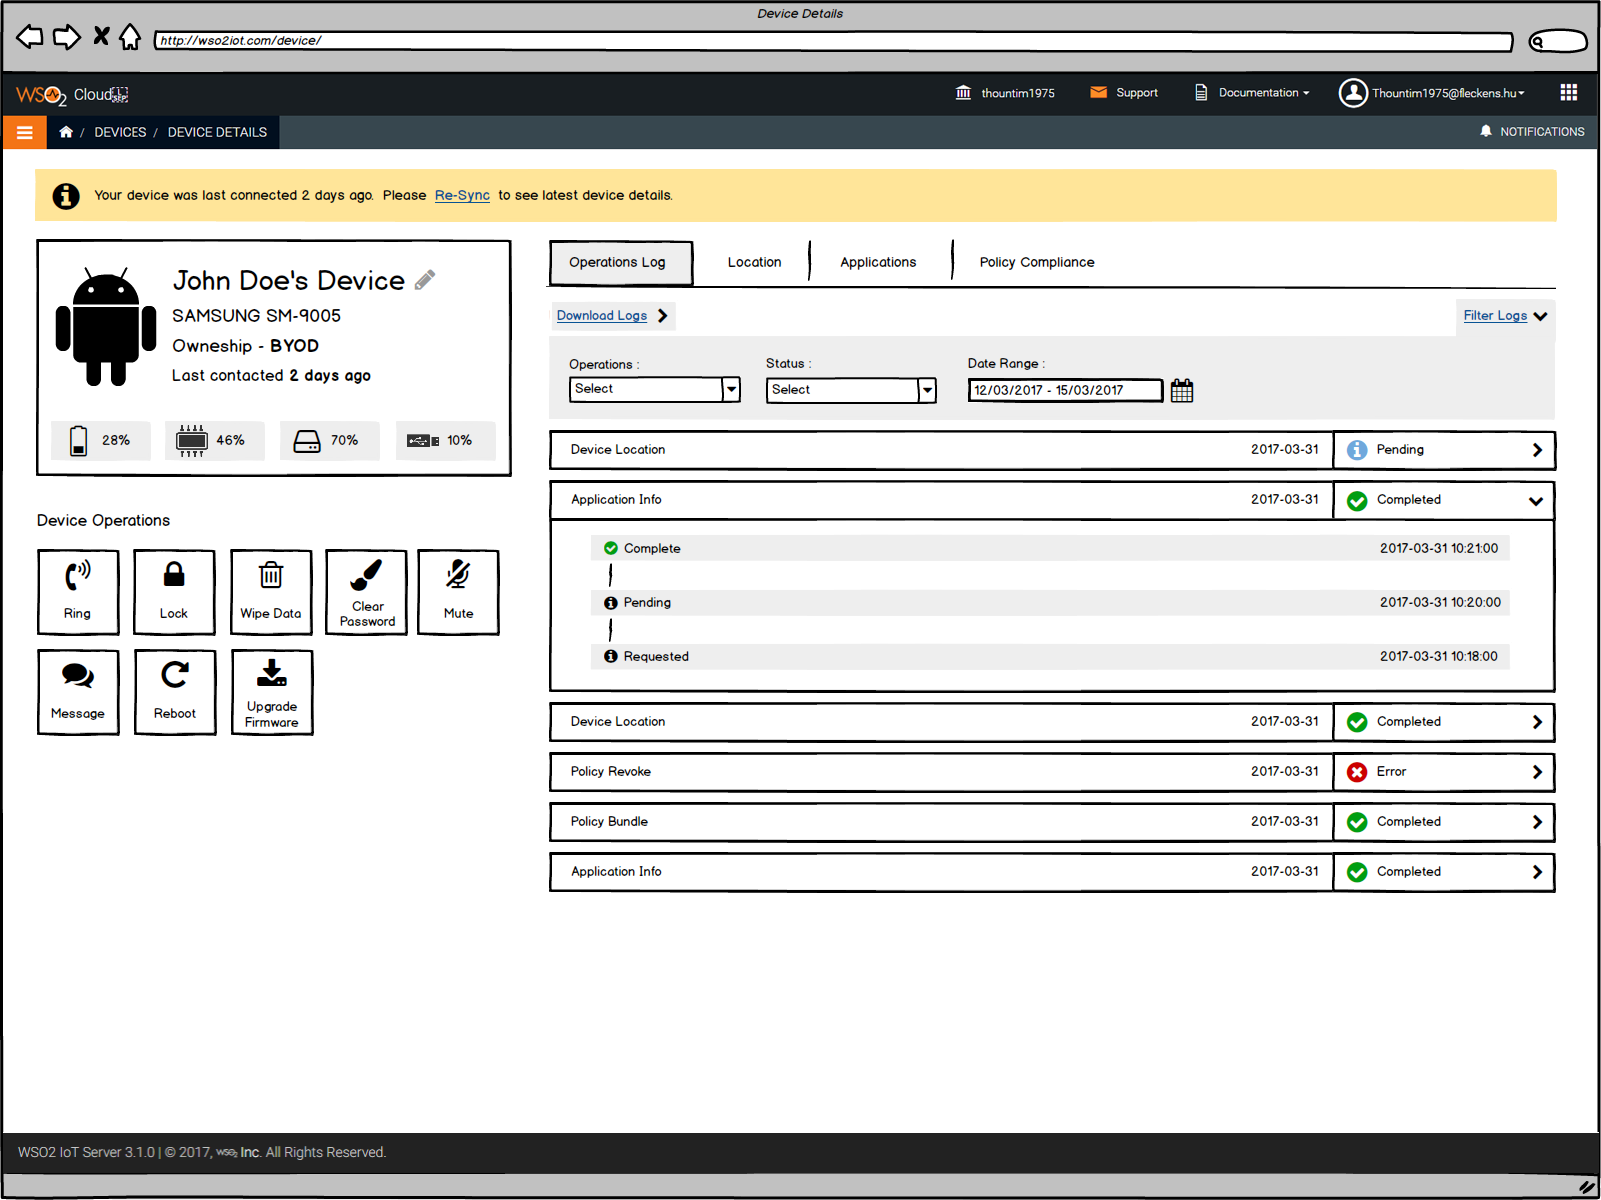 Device Details
http://wso2iot.com/device/
WSO2 Cloud
thountim1975
Support
Documentation
Thountim1975@fleckens.hu
/ DEVICES / DEVICE DETAILS
NOTIFICATIONS
Your device was last connected 2 days ago. Please Re-Sync to see latest device details.
John Doe's Device
SAMSUNG SM-9005
Owneship - BYOD
Last contacted 2 days ago
28%
46%
70%
10%
Device Operations
Ring
Lock
Wipe Data
Clear
Password
Mute
Message
Reboot
Upgrade
Firmware
Operations Log
Location
Applications
Policy Compliance
Download Logs
Filter Logs
Operations :
Status :
Date Range :
Select
Select
12/03/2017 - 15/03/2017
Device Location 2017-03-31 Pending
Application Info 2017-03-31 Completed
Complete 2017-03-31 10:21:00
Pending 2017-03-31 10:20:00
Requested 2017-03-31 10:18:00
Device Location 2017-03-31 Completed
Policy Revoke 2017-03-31 Error
Policy Bundle 2017-03-31 Completed
Application Info 2017-03-31 Completed
WSO2 IoT Server 3.1.0 | © 2017, WSO2 Inc. All Rights Reserved.